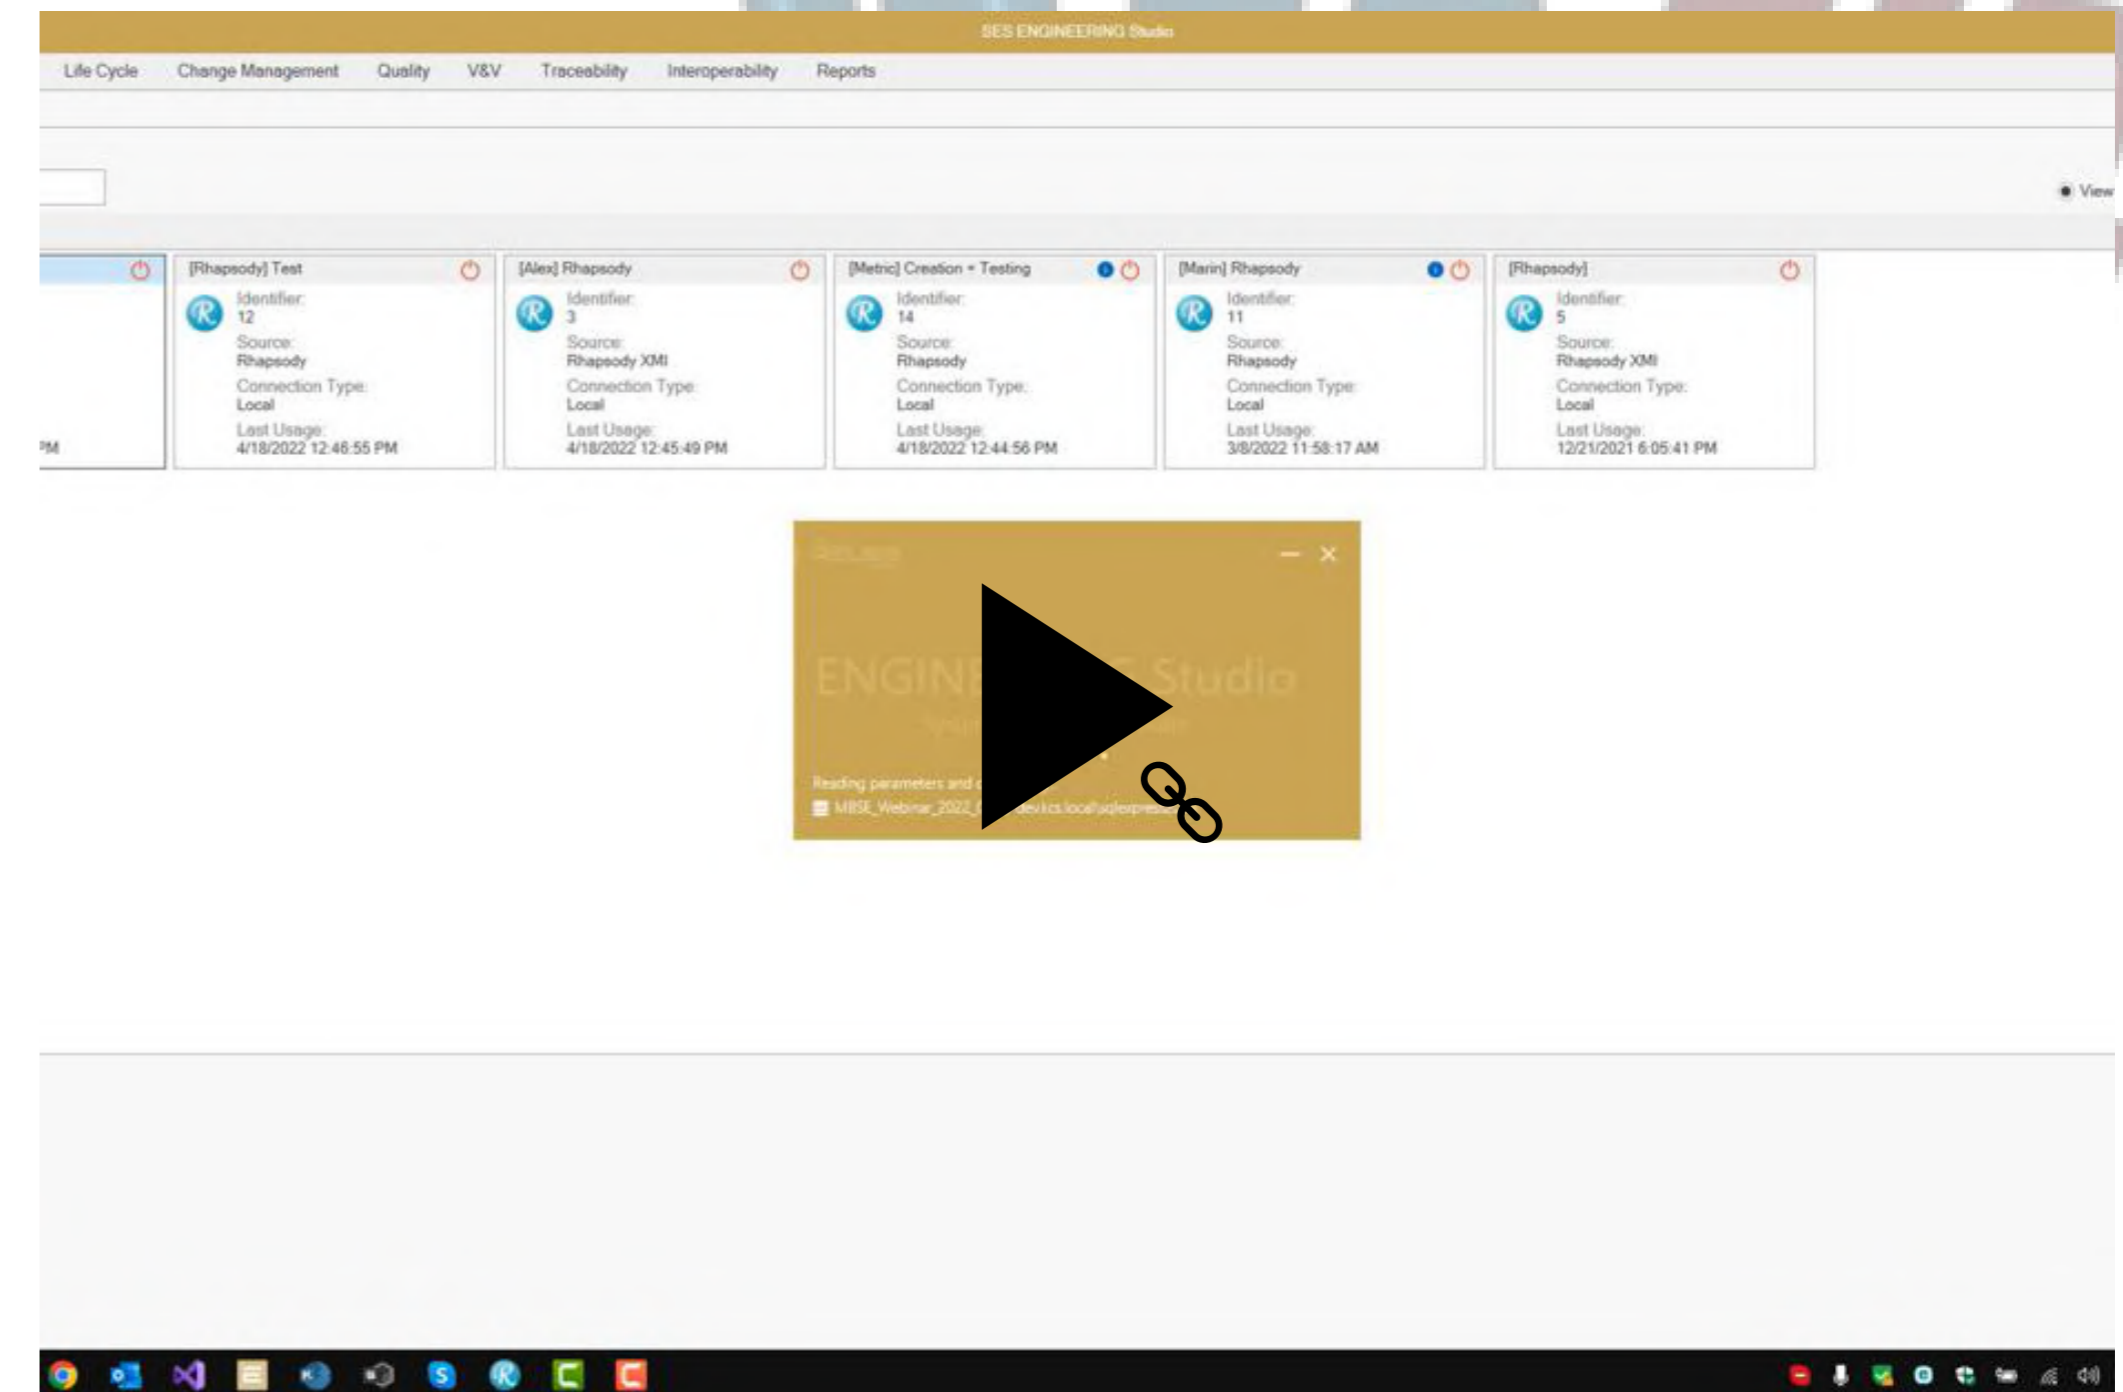 SES ENGINEERING Studio
Life Cycle Change Management Quality V&V Traceability Interoperability Reports
View
PM
[Rhapsody] Test
Identifier:
12
Source:
Rhapsody
Connection Type:
Local
Last Usage:
4/18/2022 12:46:55 PM
[Alex] Rhapsody
Identifier:
3
Source:
Rhapsody XMI
Connection Type:
Local
Last Usage:
4/18/2022 12:45:49 PM
[Metric] Creation + Testing
Identifier:
14
Source:
Rhapsody
Connection Type:
Local
Last Usage:
4/18/2022 12:44:56 PM
[Marin] Rhapsody
Identifier:
11
Source:
Rhapsody
Connection Type:
Local
Last Usage:
3/8/2022 11:58:17 AM
[Rhapsody]
Identifier:
5
Source:
Rhapsody XMI
Connection Type:
Local
Last Usage:
12/21/2021 6:05:41 PM
Studio
Reading parameters and